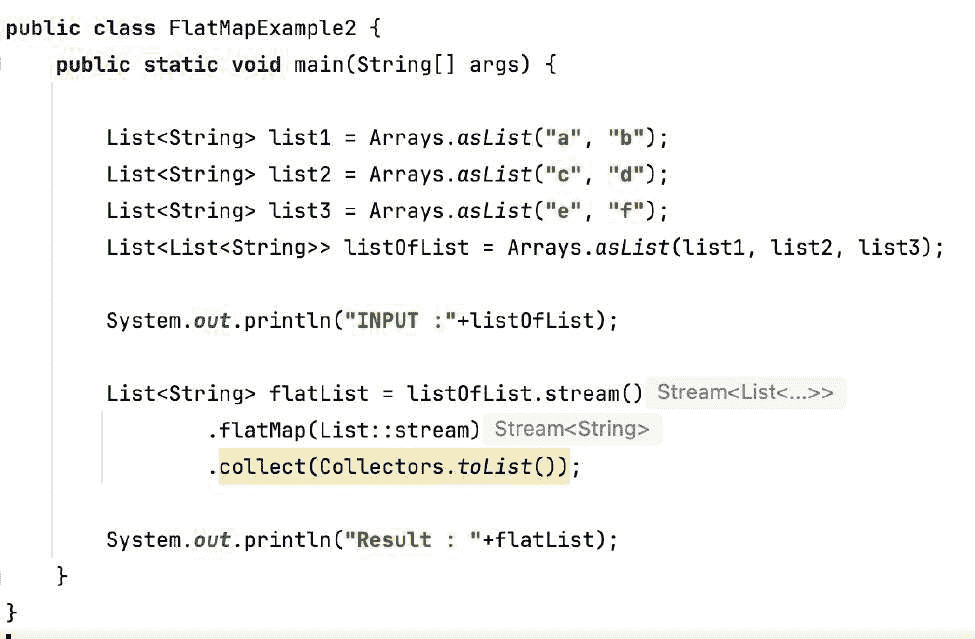 public class FlatMapExample2 {
public static void main(String[] args) {
List<String> list1 = Arrays.asList("a", "b");
List<String> list2 = Arrays.asList("c", "d");
List<String> list3 = Arrays.asList("e", "f");
List<List<String>> listOfList = Arrays.asList(list1, list2, list3);
System.out.println("INPUT :"+listOfList);
List<String> flatList = listOfList.stream() Stream<List<...>>
.flatMap(List::stream) Stream<String>
.collect(Collectors.toList());
System.out.println("Result : "+flatList);
}
}